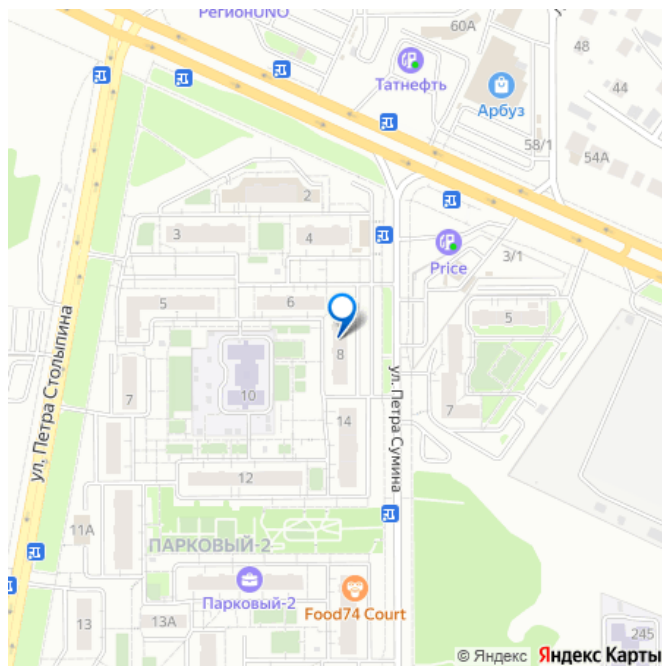 РегионUNO
60А
48
Татнефть
44
Арбуз
58/1
54А
2
3
4
Price
3/1
5
6
5
8
ул. Петра Столыпина
ул. Петра Сумина
7
10
7
14
12
11А
ПАРКОВЫЙ-2
Парковый-2
Food74 Court
13
13А
245
© Яндекс Яндекс Карты